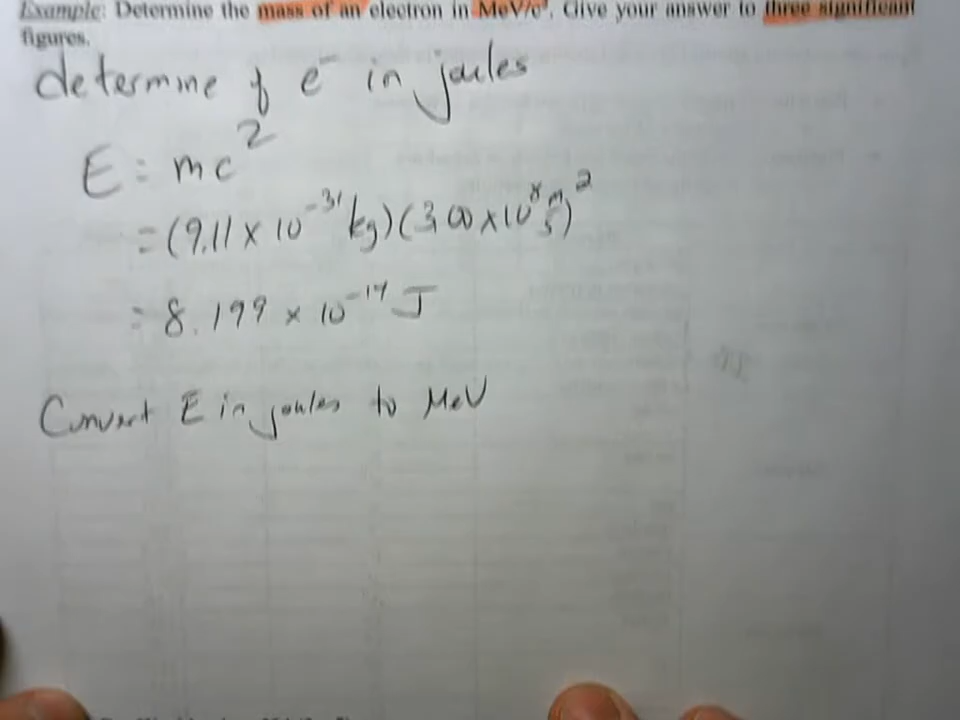 Example: Determine the mass of an electron in MeV/c². Give your answer to three significant
figures.
determine of e⁻ in joules
E = mc²
= (9.11 × 10⁻³¹ kg)(3.00 × 10⁸ m/s)²
= 8.199 × 10⁻¹⁴ J
Convert E in joules to MeV